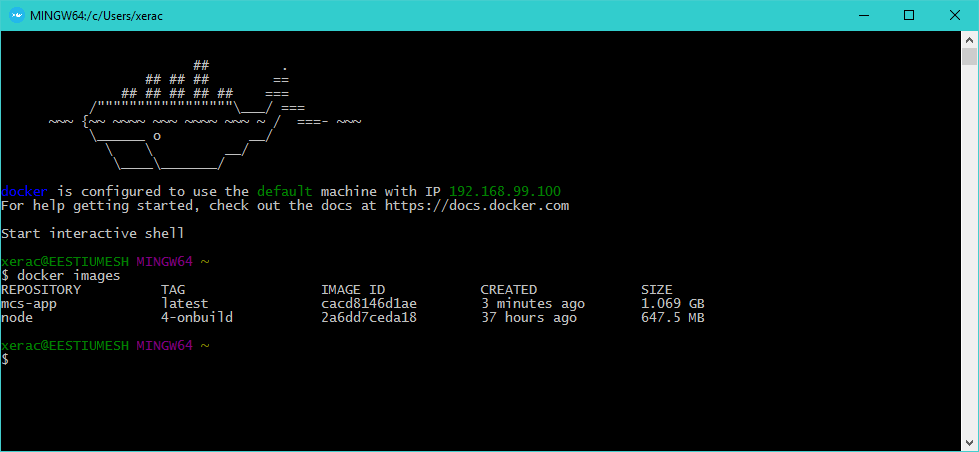 MINGW64:/c/Users/xerac
                        ##         .
                  ## ## ##        ==
               ## ## ## ## ##    ===
           /"""""""""""""""""\___/ ===
      ~~~ {~~ ~~~~ ~~~ ~~~~ ~~~ ~ /  ===- ~~~
           \______ o           __/
             \    \         __/
              \____\_______/
docker is configured to use the default machine with IP 192.168.99.100
For help getting started, check out the docs at https://docs.docker.com
Start interactive shell
xerac@EESTIUMESH MINGW64 ~
$ docker images
REPOSITORY          TAG                 IMAGE ID            CREATED             SIZE
mcs-app             latest              cacd8146d1ae        3 minutes ago       1.069 GB
node                4-onbuild           2a6dd7ceda18        37 hours ago        647.5 MB
xerac@EESTIUMESH MINGW64 ~
$